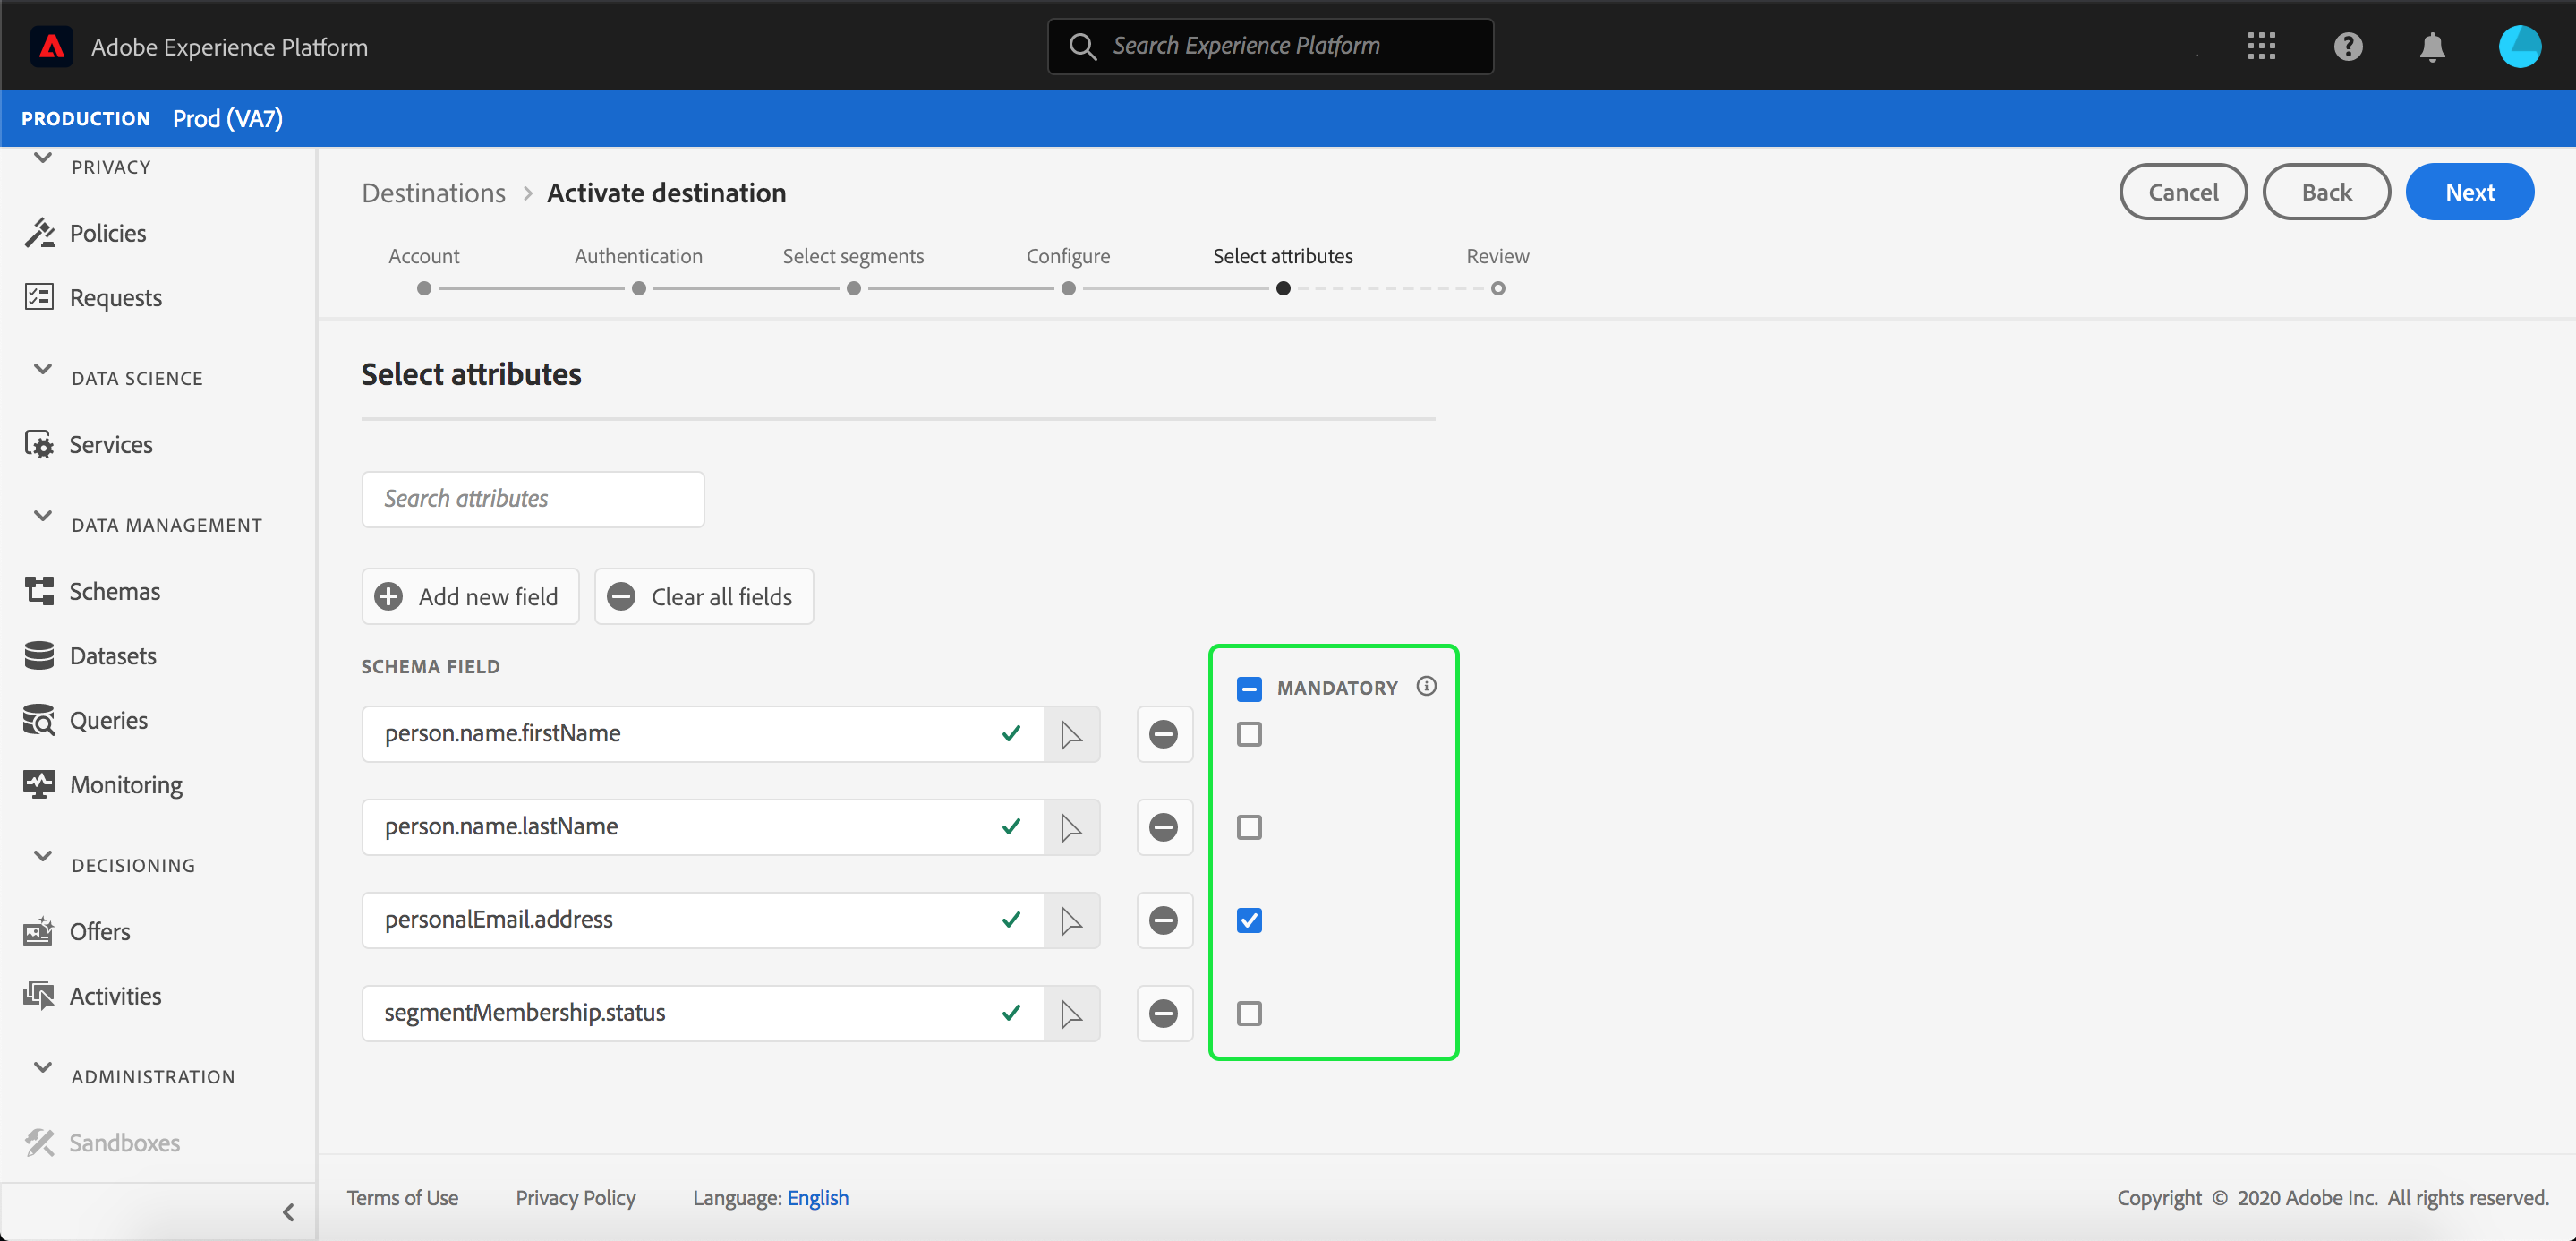 Adobe Experience Platform
Search Experience Platform
PRODUCTION Prod (VA7)
PRIVACY
Policies
Requests
DATA SCIENCE
Services
DATA MANAGEMENT
Schemas
Datasets
Queries
Monitoring
DECISIONING
Offers
Activities
ADMINISTRATION
Sandboxes
Destinations > Activate destination
Cancel
Back
Next
Account
Authentication
Select segments
Configure
Select attributes
Review
Select attributes
Search attributes
Add new field
Clear all fields
SCHEMA FIELD
MANDATORY
person.name.firstName
person.name.lastName
personalEmail.address
segmentMembership.status
Terms of Use
Privacy Policy
Language: English
Copyright © 2020 Adobe Inc. All rights reserved.